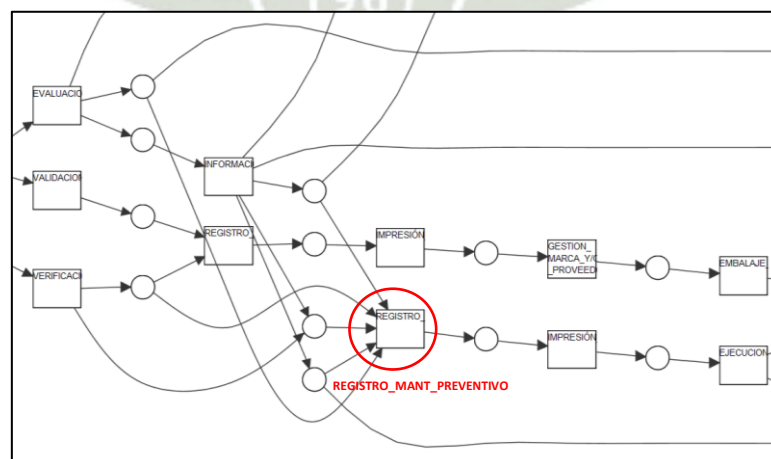 EVALUACIO
VALIDACION
VERIFICACI
INFORMACI
REGISTRO_
IMPRESIÓN
GESTION_
MARCA_Y/O
_PROVEED
EMBALAJE_
REGISTRO_
IMPRESIÓN
EJECUCION
REGISTRO_MANT_PREVENTIVO